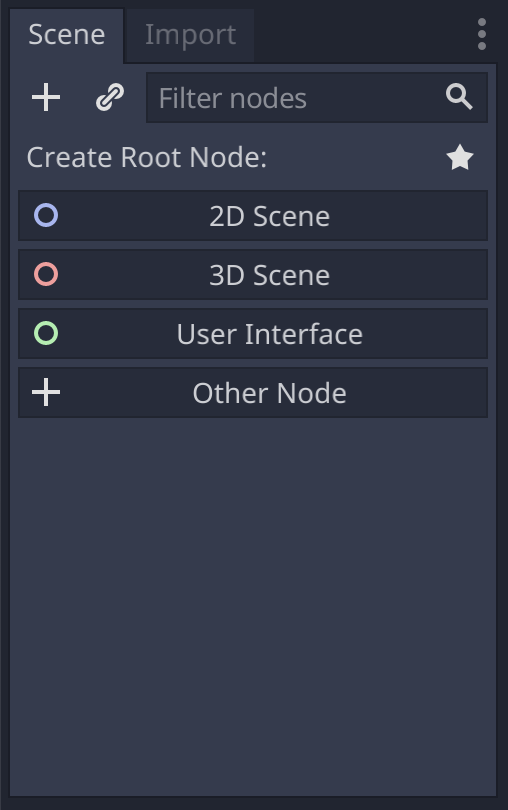 Scene Import
Filter nodes
Create Root Node:
2D Scene
3D Scene
User Interface
Other Node